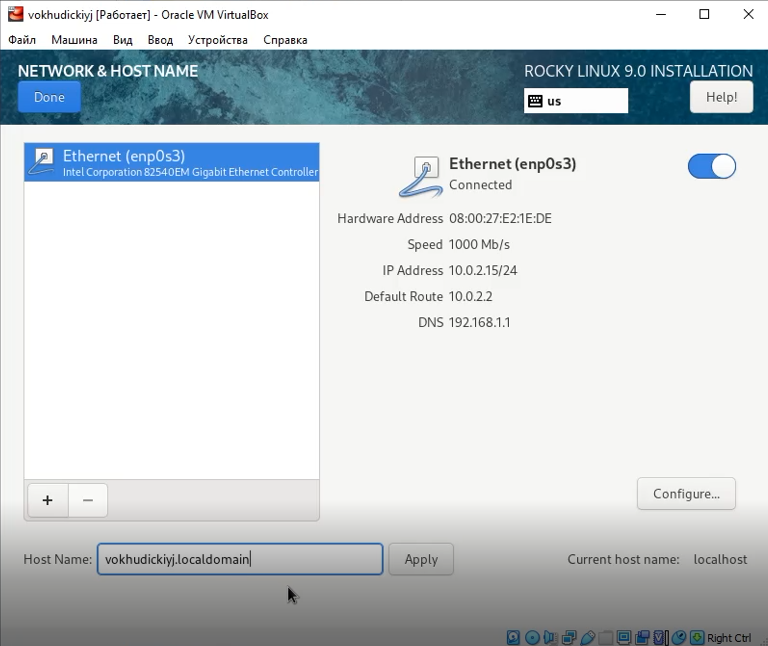 vokhudickiyj [Работает] - Oracle VM VirtualBox
Файл Машина Вид Ввод Устройства Справка
NETWORK & HOST NAME
ROCKY LINUX 9.0 INSTALLATION
Done
us
Help!
Ethernet (enp0s3)
Intel Corporation 82540EM Gigabit Ethernet Controller
Ethernet (enp0s3)
Connected
Hardware Address 08:00:27:E2:1E:DE
Speed 1000 Mb/s
IP Address 10.0.2.15/24
Default Route 10.0.2.2
DNS 192.168.1.1
+ −
Configure...
Host Name: vokhudickiyj.localdomain Apply Current host name: localhost
Right Ctrl